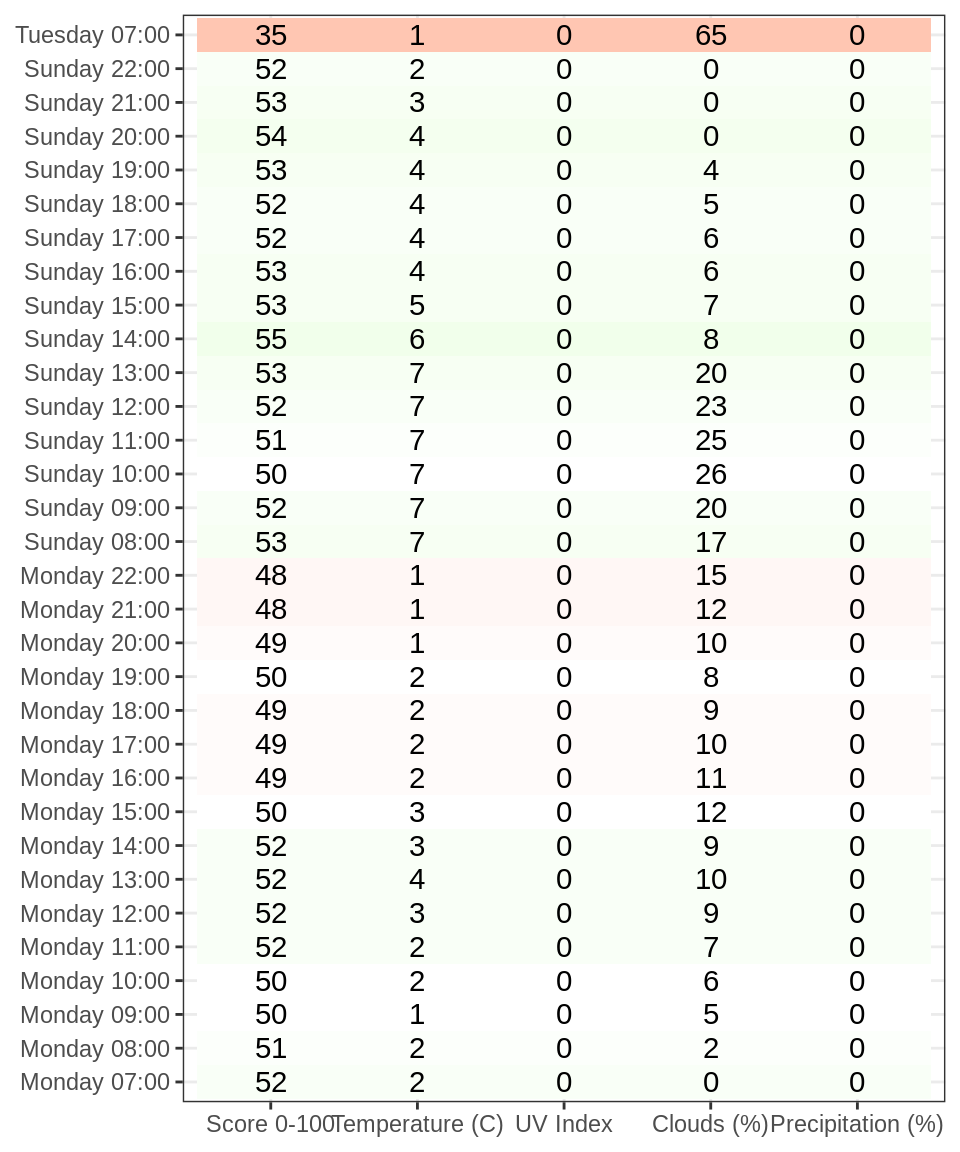 Tuesday 07:00 35 1 0 65 0
Sunday 22:00 52 2 0 0 0
Sunday 21:00 53 3 0 0 0
Sunday 20:00 54 4 0 0 0
Sunday 19:00 53 4 0 4 0
Sunday 18:00 52 4 0 5 0
Sunday 17:00 52 4 0 6 0
Sunday 16:00 53 4 0 6 0
Sunday 15:00 53 5 0 7 0
Sunday 14:00 55 6 0 8 0
Sunday 13:00 53 7 0 20 0
Sunday 12:00 52 7 0 23 0
Sunday 11:00 51 7 0 25 0
Sunday 10:00 50 7 0 26 0
Sunday 09:00 52 7 0 20 0
Sunday 08:00 53 7 0 17 0
Monday 22:00 48 1 0 15 0
Monday 21:00 48 1 0 12 0
Monday 20:00 49 1 0 10 0
Monday 19:00 50 2 0 8 0
Monday 18:00 49 2 0 9 0
Monday 17:00 49 2 0 10 0
Monday 16:00 49 2 0 11 0
Monday 15:00 50 3 0 12 0
Monday 14:00 52 3 0 9 0
Monday 13:00 52 4 0 10 0
Monday 12:00 52 3 0 9 0
Monday 11:00 52 2 0 7 0
Monday 10:00 50 2 0 6 0
Monday 09:00 50 1 0 5 0
Monday 08:00 51 2 0 2 0
Monday 07:00 52 2 0 0 0
Score 0-100 Temperature (C) UV Index Clouds (%) Precipitation (%)